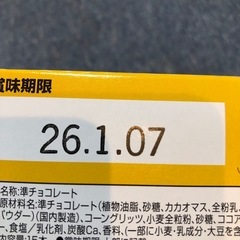 賞味期限
26.1.07
名称:準チョコレート
原材料名:準チョコレート(植物油脂、砂糖、カカオマス、全粉乳
パウダー)(国内製造)、コーングリッツ、小麦全粒粉、砂糖、ココア
ー、食塩/乳化剤、炭酸Ca、香料、(一部に小麦・乳成分・大豆を含